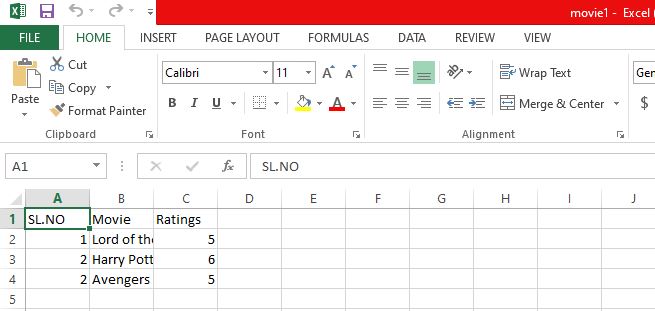 movie1 - Excel (
FILE HOME INSERT PAGE LAYOUT FORMULAS DATA REVIEW VIEW
Paste
Cut
Copy
Format Painter
Calibri 11 A A
B I U A
Wrap Text
Merge & Center
Gen
$
Clipboard Font Alignment
A1 fx SL.NO
A B C D E F G H I J
1 SL.NO Movie Ratings
2 1 Lord of the 5
3 2 Harry Pott 6
4 2 Avengers 5
5